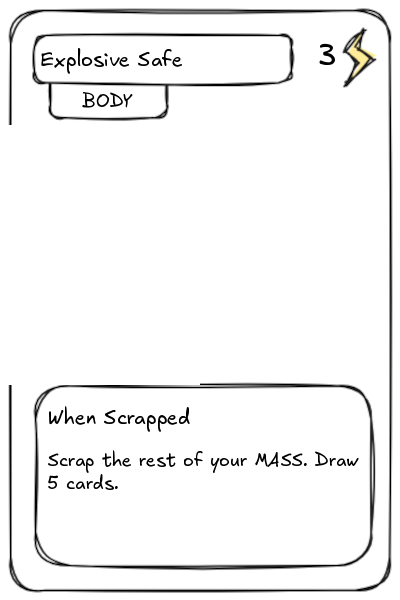 Explosive Safe
3
BODY
When Scrapped
Scrap the rest of your MASS. Draw
5 cards.